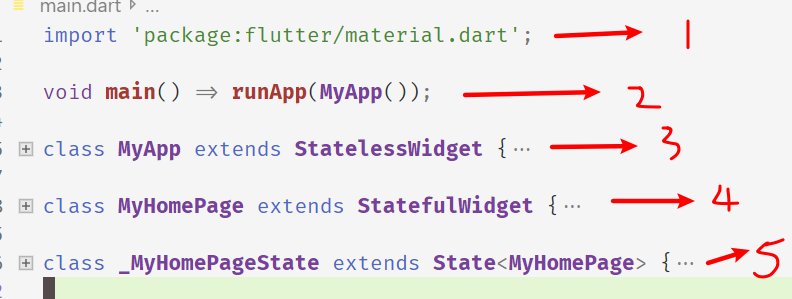 main.dart > ...
import 'package:flutter/material.dart'; 1
void main() => runApp(MyApp()); 2
class MyApp extends StatelessWidget {... 3
class MyHomePage extends StatefulWidget {... 4
class _MyHomePageState extends State<MyHomePage> {... 5